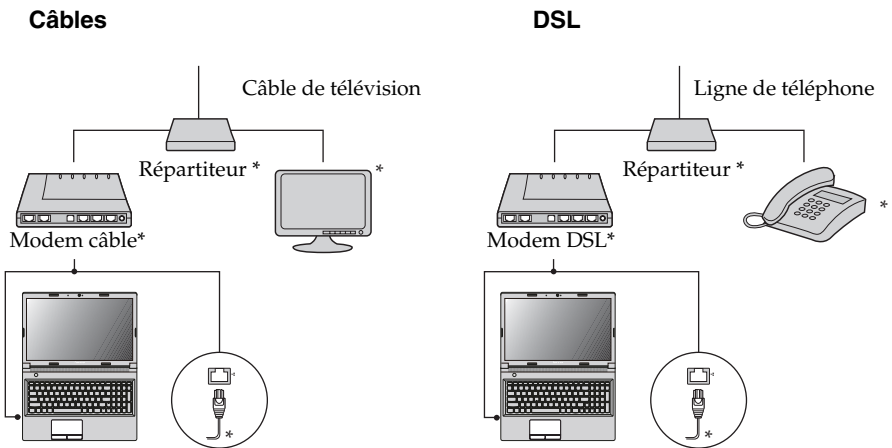 Câbles
Câble de télévision
Répartiteur *
*
Modem câble*
*
DSL
Ligne de téléphone
Répartiteur *
*
Modem DSL*
*